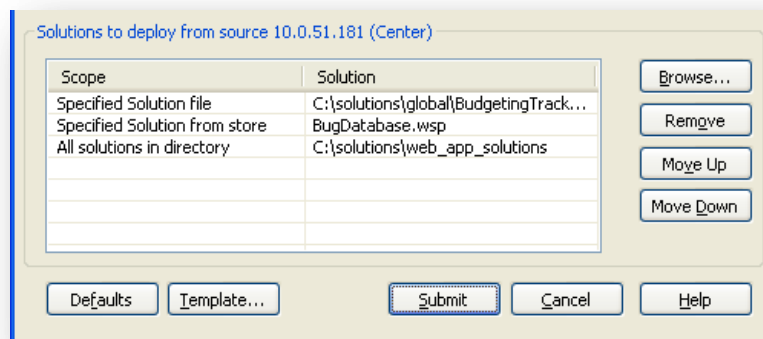 Solutions to deploy from source 10.0.51.181 (Center)
Scope Solution
Specified Solution file C:\solutions\global\BudgetingTrack...
Specified Solution from store BugDatabase.wsp
All solutions in directory C:\solutions\web_app_solutions
Browse...
Remove
Move Up
Move Down
Defaults Template... Submit Cancel Help